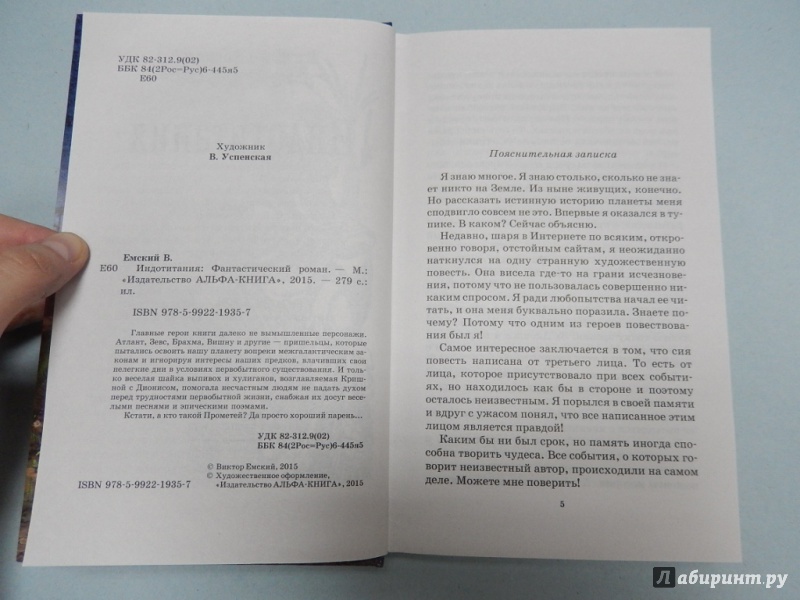 УДК 82-312.9(02)
ББК 84(2Рос=Рус)6-445я5
Е60
Художник
В. Успенская
Емский В.
Е60 Индотитания: Фантастический роман. — М.:
«Издательство АЛЬФА-КНИГА», 2015. — 279 с.:
ил.
ISBN 978-5-9922-1935-7
Главные герои книги далеко не вымышленные персонажи.
Атлант, Зевс, Брахма, Вишну и другие — пришельцы, которые
пытались освоить нашу планету вопреки межгалактическим за-
конам и игнорируя интересы наших предков, влачивших свои
нелегкие дни в условиях первобытного существования. И только
веселая шайка выпивох и хулиганов, возглавляемая Криш-
ной с Дионисом, помогала несчастным людям не падать духом
перед трудностями первобытной жизни, снабжая их досуг весе-
лыми песнями и эпическими поэмами.
Кстати, а кто такой Прометей? Да просто хороший парень...
УДК 82-312.9(02)
ББК 84(2Рос=Рус)6-445я5
© Виктор Емский, 2015
© Художественное оформление,
ISBN 978-5-9922-1935-7 «Издательство АЛЬФА-КНИГА», 2015
Пояснительная записка
Я знаю многое. Я знаю столько, сколько не зна-
ет никто на Земле. Из ныне живущих, конечно.
Но рассказать истинную историю планеты меня
сподвигло совсем не это. Впервые я оказался в ту-
пике. В каком? Сейчас объясню.
Недавно, шаря в Интернете по всяким, откро-
венно говоря, отстойным сайтам, я неожиданно
наткнулся на одну странную художественную
повесть. Она висела где-то на грани исчезнове-
ния, потому что не пользовалась совершенно ни-
каким спросом. Я ради любопытства начал ее чи-
тать, и она меня буквально поразила. Знаете по-
чему? Потому что одним из героев повествова-
ния был я!
Самое интересное заключается в том, что сия
повесть написана от третьего лица. То есть от
лица, которое присутствовало при всех событи-
ях, но находилось как бы в стороне и поэтому
осталось неизвестным. Я порылся в своей памяти
и вдруг с ужасом понял, что все написанное этим
лицом является правдой!
Каким бы ни был срок, но память иногда спо-
собна творить чудеса. Все события, о которых го-
ворит неизвестный автор, происходили на самом
деле. Можете мне поверить!
5
Лабиринт.ру